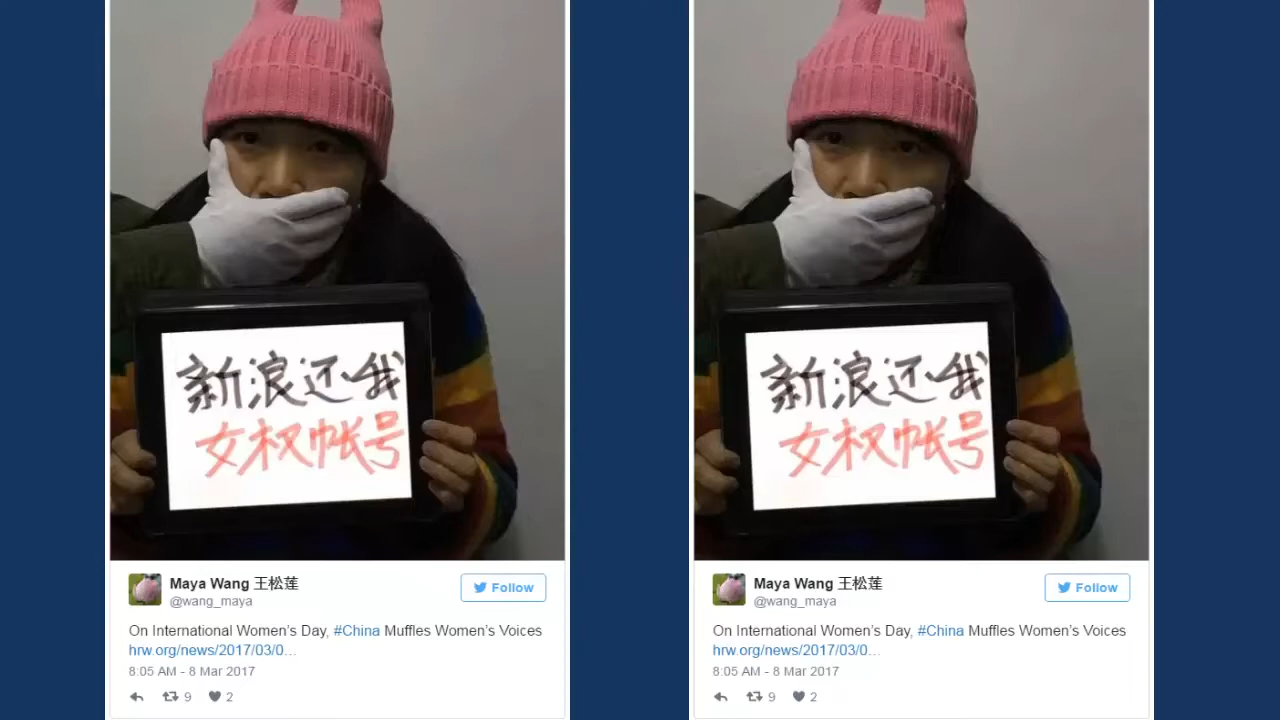 新浪还我
女权帐号
Maya Wang 王松莲
@wang_maya
Follow
On International Women's Day, #China Muffles Women's Voices
hrw.org/news/2017/03/0…
8:05 AM - 8 Mar 2017
9 2
新浪还我
女权帐号
Maya Wang 王松莲
@wang_maya
Follow
On International Women's Day, #China Muffles Women's Voices
hrw.org/news/2017/03/0…
8:05 AM - 8 Mar 2017
9 2